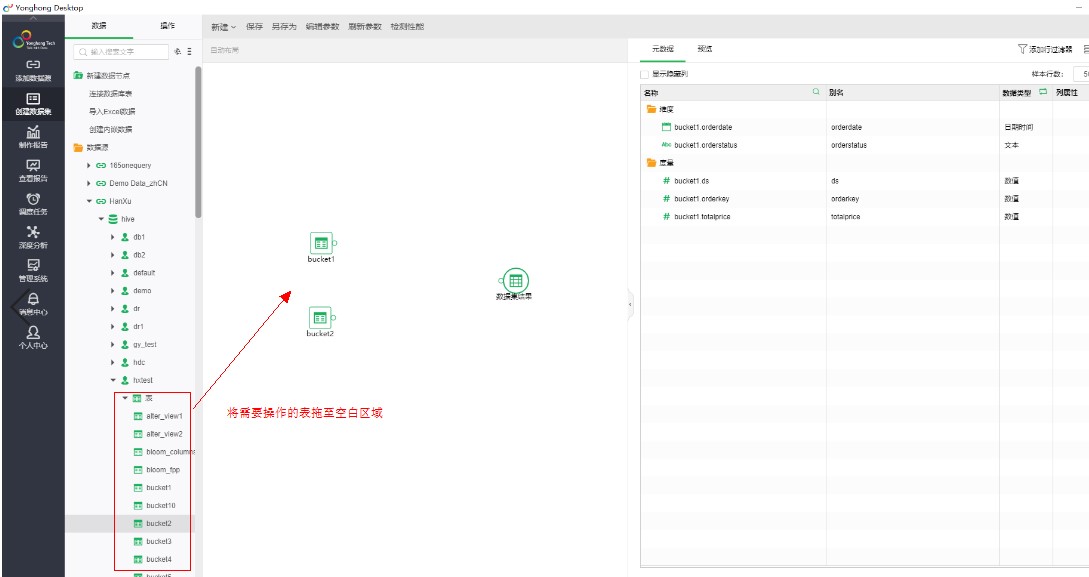 Yonghong Desktop
Yonghong Tech
添加数据源
创建数据集
制作报告
查看报告
调度任务
深度分析
管理系统
消息中心
个人中心
数据
操作
输入搜索文字
新建数据节点
连接数据库表
导入Excel数据
创建内嵌数据
数据源
165onequery
Demo Data_zhCN
HanXu
hive
db1
db2
default
demo
dr
dr1
gy_test
hdc
hxtest
表
alter_view1
alter_view2
bloom_columns
bloom_fpp
bucket1
bucket10
bucket2
bucket3
bucket4
bucket5
新建 保存 另存为 编辑参数 刷新参数 检测性能
自动布局
bucket1
bucket2
数据集结果
将需要操作的表拖至空白区域
元数据 预览
添加行过滤器
显示隐藏列
样本行数:
名称 别名 数据类型 列属性
维度
bucket1.orderdate orderdate 日期时间
Abc bucket1.orderstatus orderstatus 文本
度量
# bucket1.ds ds 数值
# bucket1.orderkey orderkey 数值
# bucket1.totalprice totalprice 数值